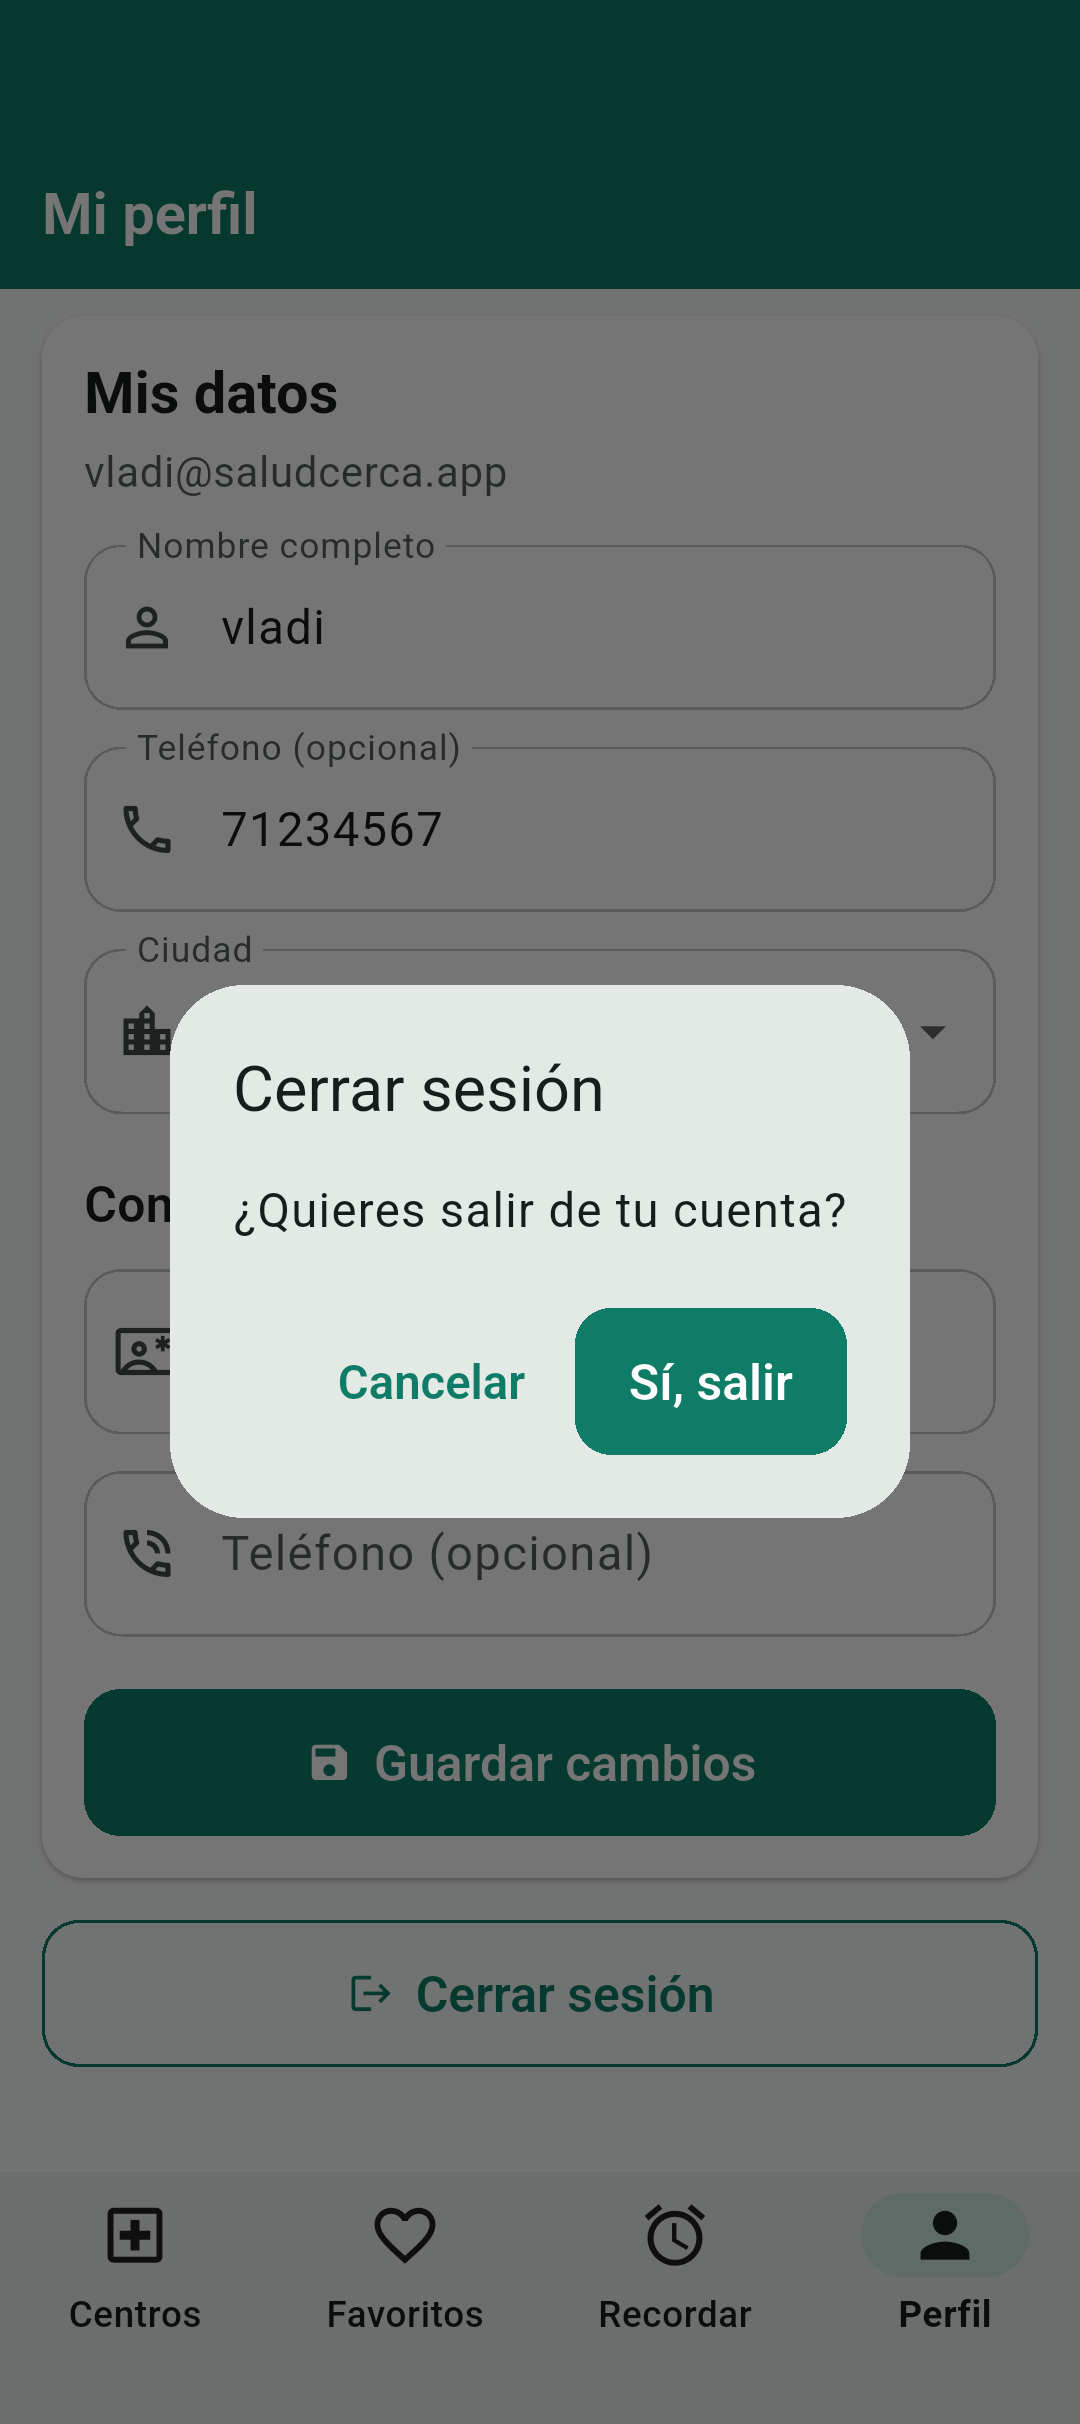 Mi perfil
Mis datos
vladi@saludcerca.app
Nombre completo
vladi
Teléfono (opcional)
71234567
Ciudad
Cerrar sesión
¿Quieres salir de tu cuenta?
Cancelar
Sí, salir
Teléfono (opcional)
Guardar cambios
Cerrar sesión
Centros
Favoritos
Recordar
Perfil